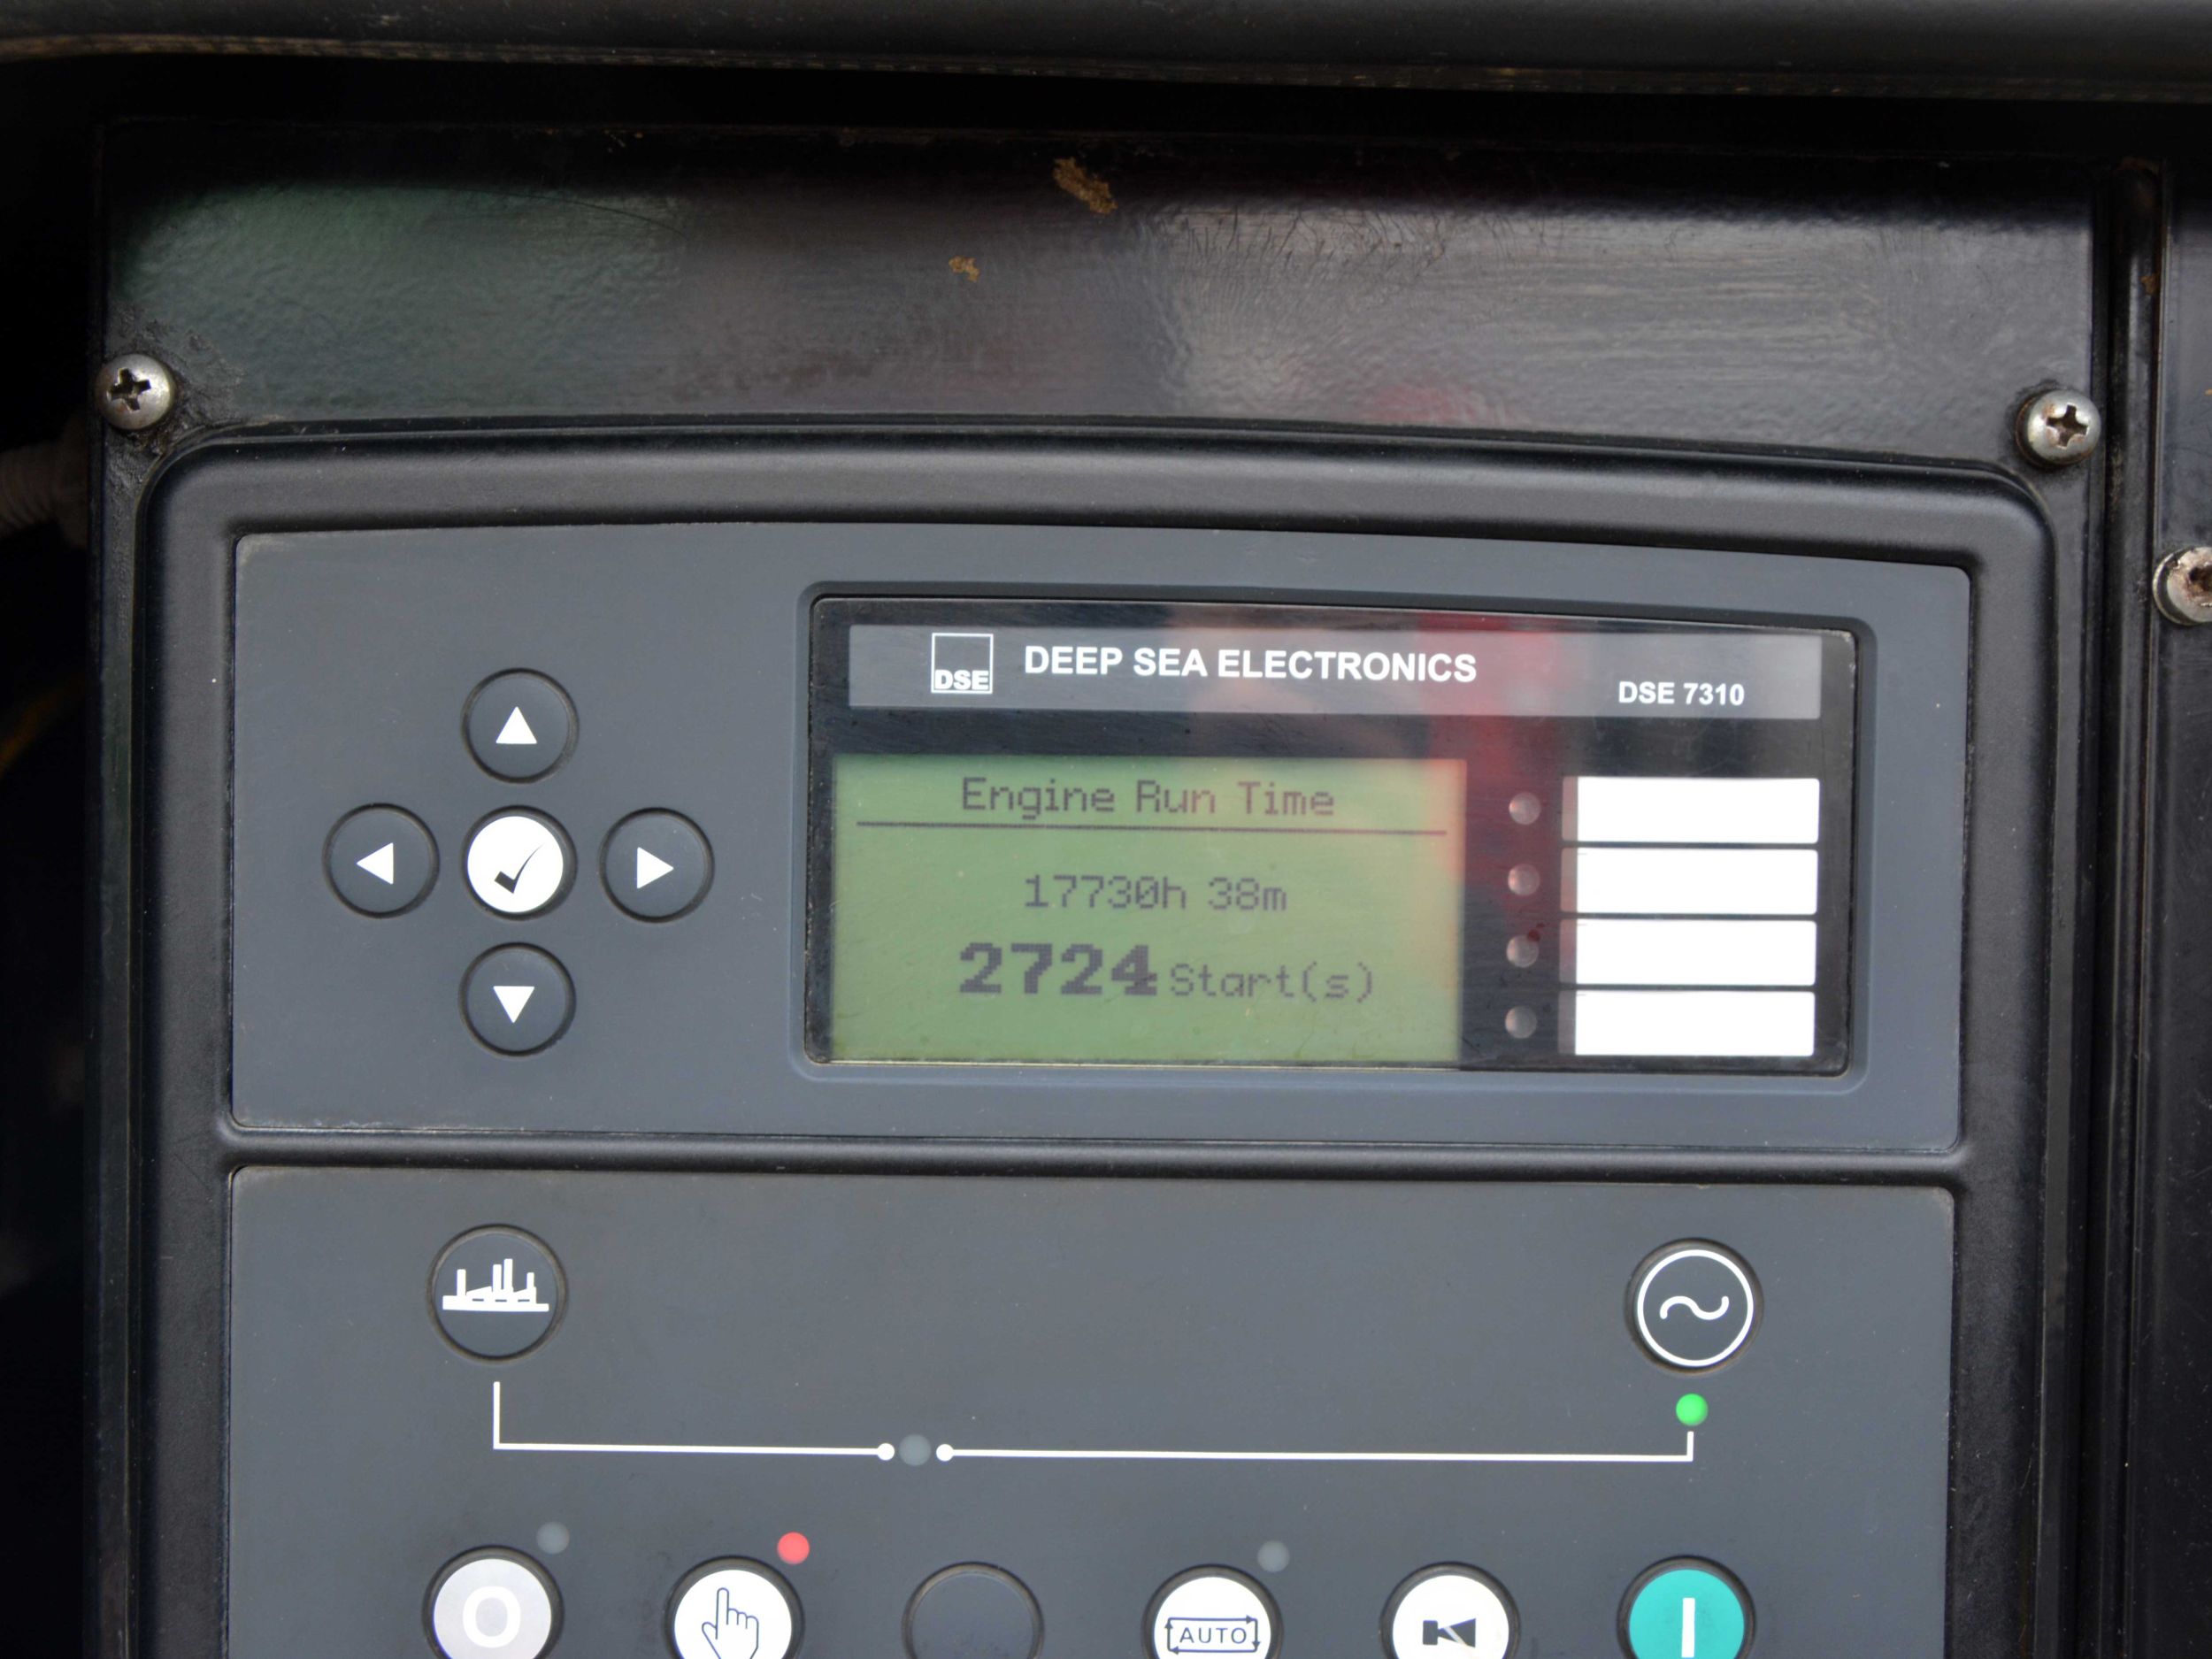 DSE DEEP SEA ELECTRONICS
DSE 7310
Engine Run Time
17730h 38m
2724 Start(s)
O
AUTO
I